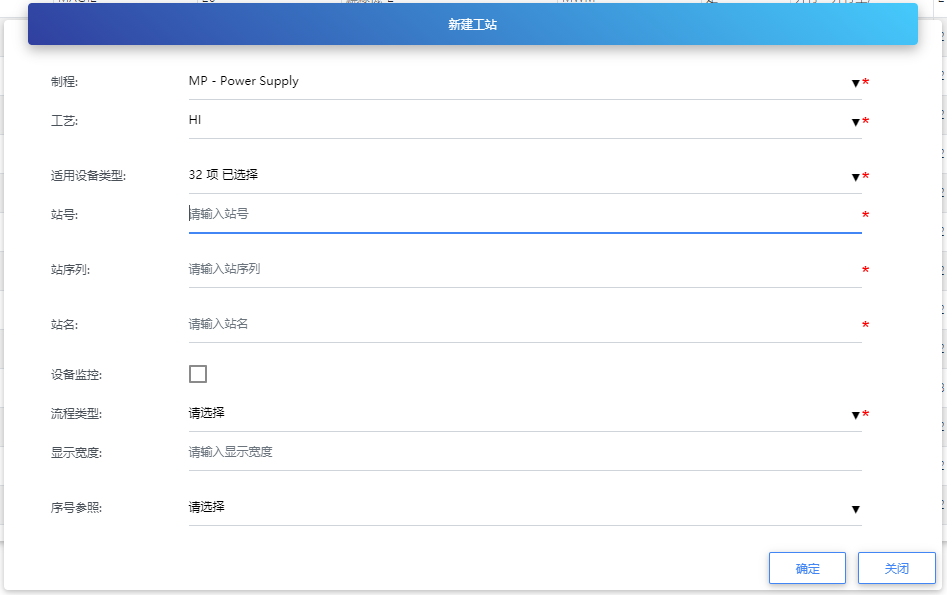 新建工站
制程: MP - Power Supply ▼*
工艺: HI ▼*
适用设备类型: 32 项 已选择 ▼*
站号: 请输入站号 *
站序列: 请输入站序列 *
站名: 请输入站名 *
设备监控:
流程类型: 请选择 ▼*
显示宽度: 请输入显示宽度
序号参照: 请选择 ▼
确定 关闭